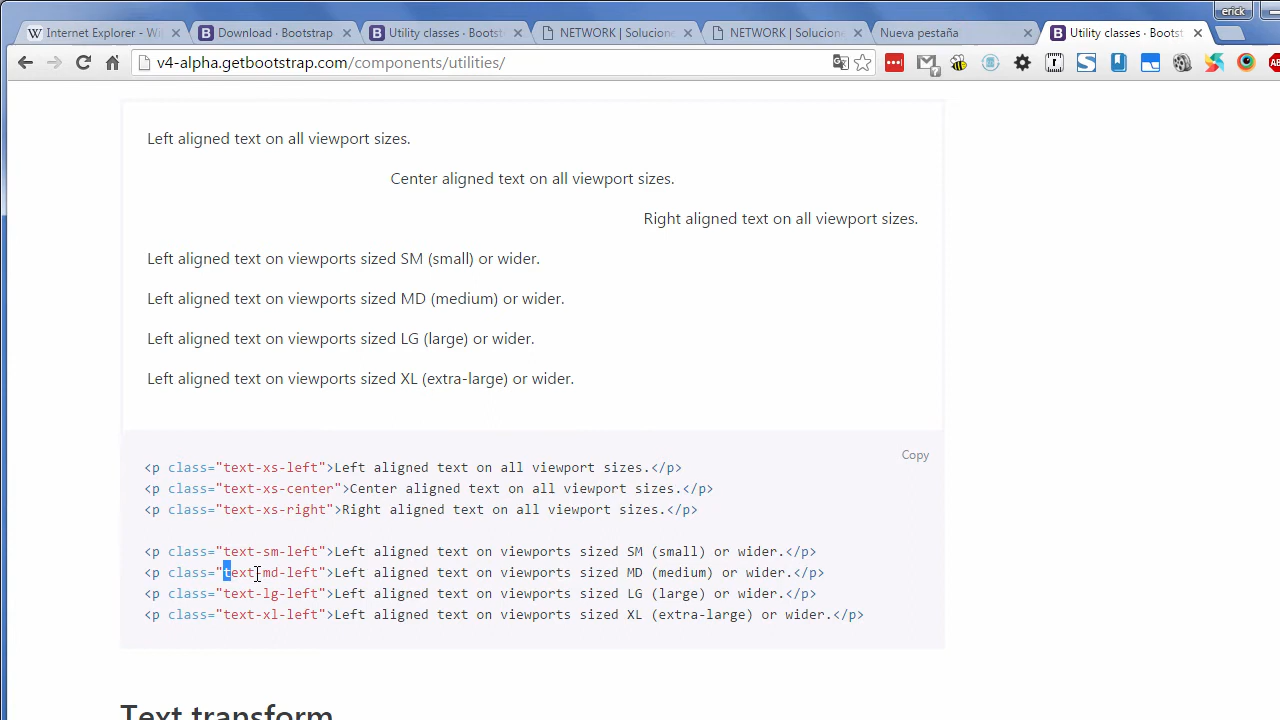 erick
Internet Explorer - Wi
Download · Bootstrap
Utility classes · Bootst
NETWORK | Solucione
NETWORK | Solucione
Nueva pestaña
Utility classes · Bootst
v4-alpha.getbootstrap.com/components/utilities/
Left aligned text on all viewport sizes.
Center aligned text on all viewport sizes.
Right aligned text on all viewport sizes.
Left aligned text on viewports sized SM (small) or wider.
Left aligned text on viewports sized MD (medium) or wider.
Left aligned text on viewports sized LG (large) or wider.
Left aligned text on viewports sized XL (extra-large) or wider.
Copy
<p class="text-xs-left">Left aligned text on all viewport sizes.</p>
<p class="text-xs-center">Center aligned text on all viewport sizes.</p>
<p class="text-xs-right">Right aligned text on all viewport sizes.</p>
<p class="text-sm-left">Left aligned text on viewports sized SM (small) or wider.</p>
<p class="text-md-left">Left aligned text on viewports sized MD (medium) or wider.</p>
<p class="text-lg-left">Left aligned text on viewports sized LG (large) or wider.</p>
<p class="text-xl-left">Left aligned text on viewports sized XL (extra-large) or wider.</p>
Text transform